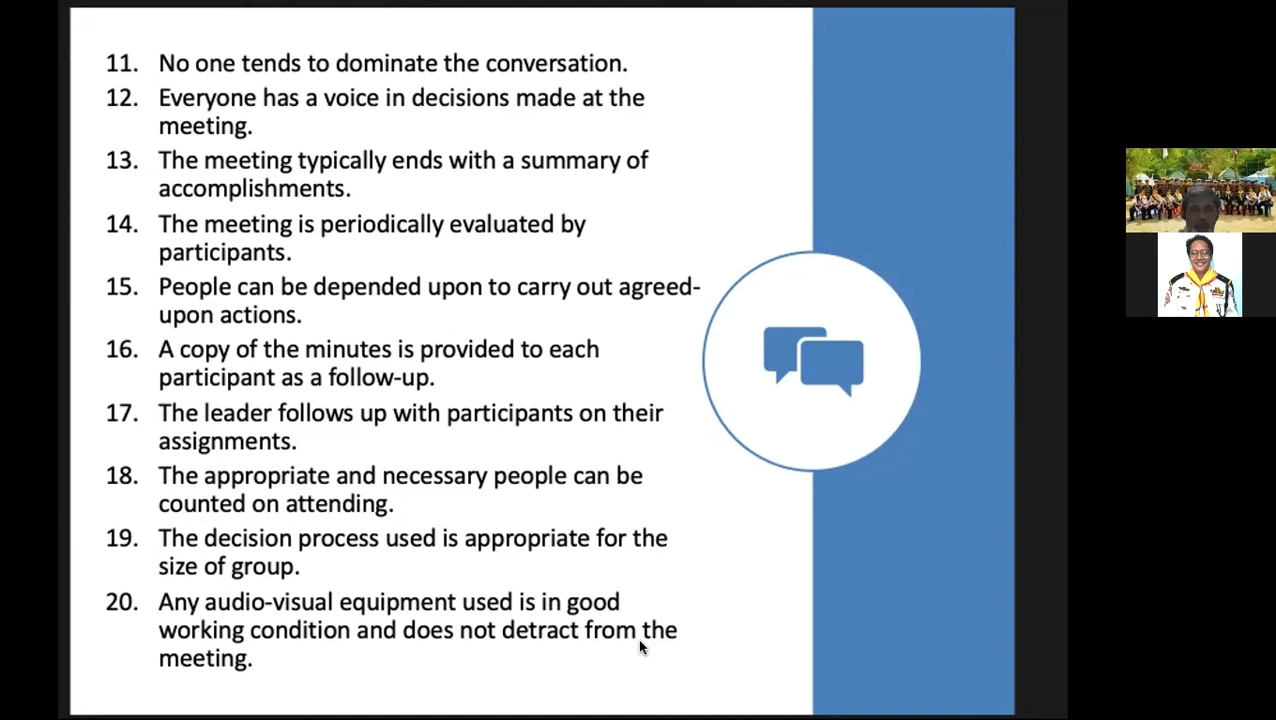 11. No one tends to dominate the conversation.
12. Everyone has a voice in decisions made at the
meeting.
13. The meeting typically ends with a summary of
accomplishments.
14. The meeting is periodically evaluated by
participants.
15. People can be depended upon to carry out agreed-
upon actions.
16. A copy of the minutes is provided to each
participant as a follow-up.
17. The leader follows up with participants on their
assignments.
18. The appropriate and necessary people can be
counted on attending.
19. The decision process used is appropriate for the
size of group.
20. Any audio-visual equipment used is in good
working condition and does not detract from the
meeting.